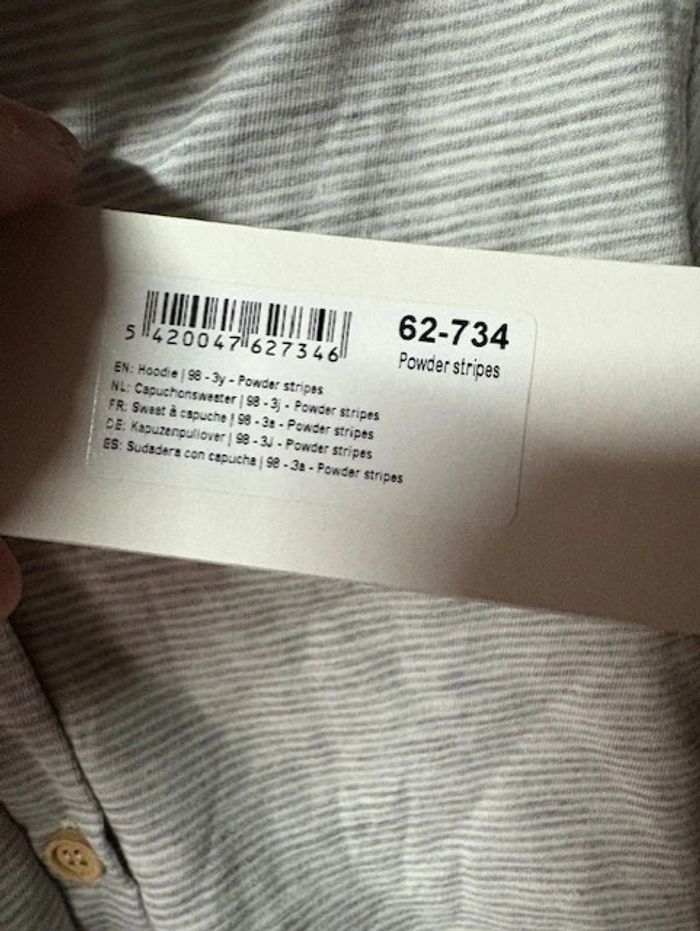 5 420047 627346
62-734
Powder stripes
EN: Hoodie | 98 - 3y - Powder stripes
NL: Capuchonsweater | 98 - 3j - Powder stripes
FR: Sweat à capuche | 98 - 3a - Powder stripes
DE: Kapuzenpullover | 98 - 3J - Powder stripes
ES: Sudadera con capucha | 98 - 3a - Powder stripes